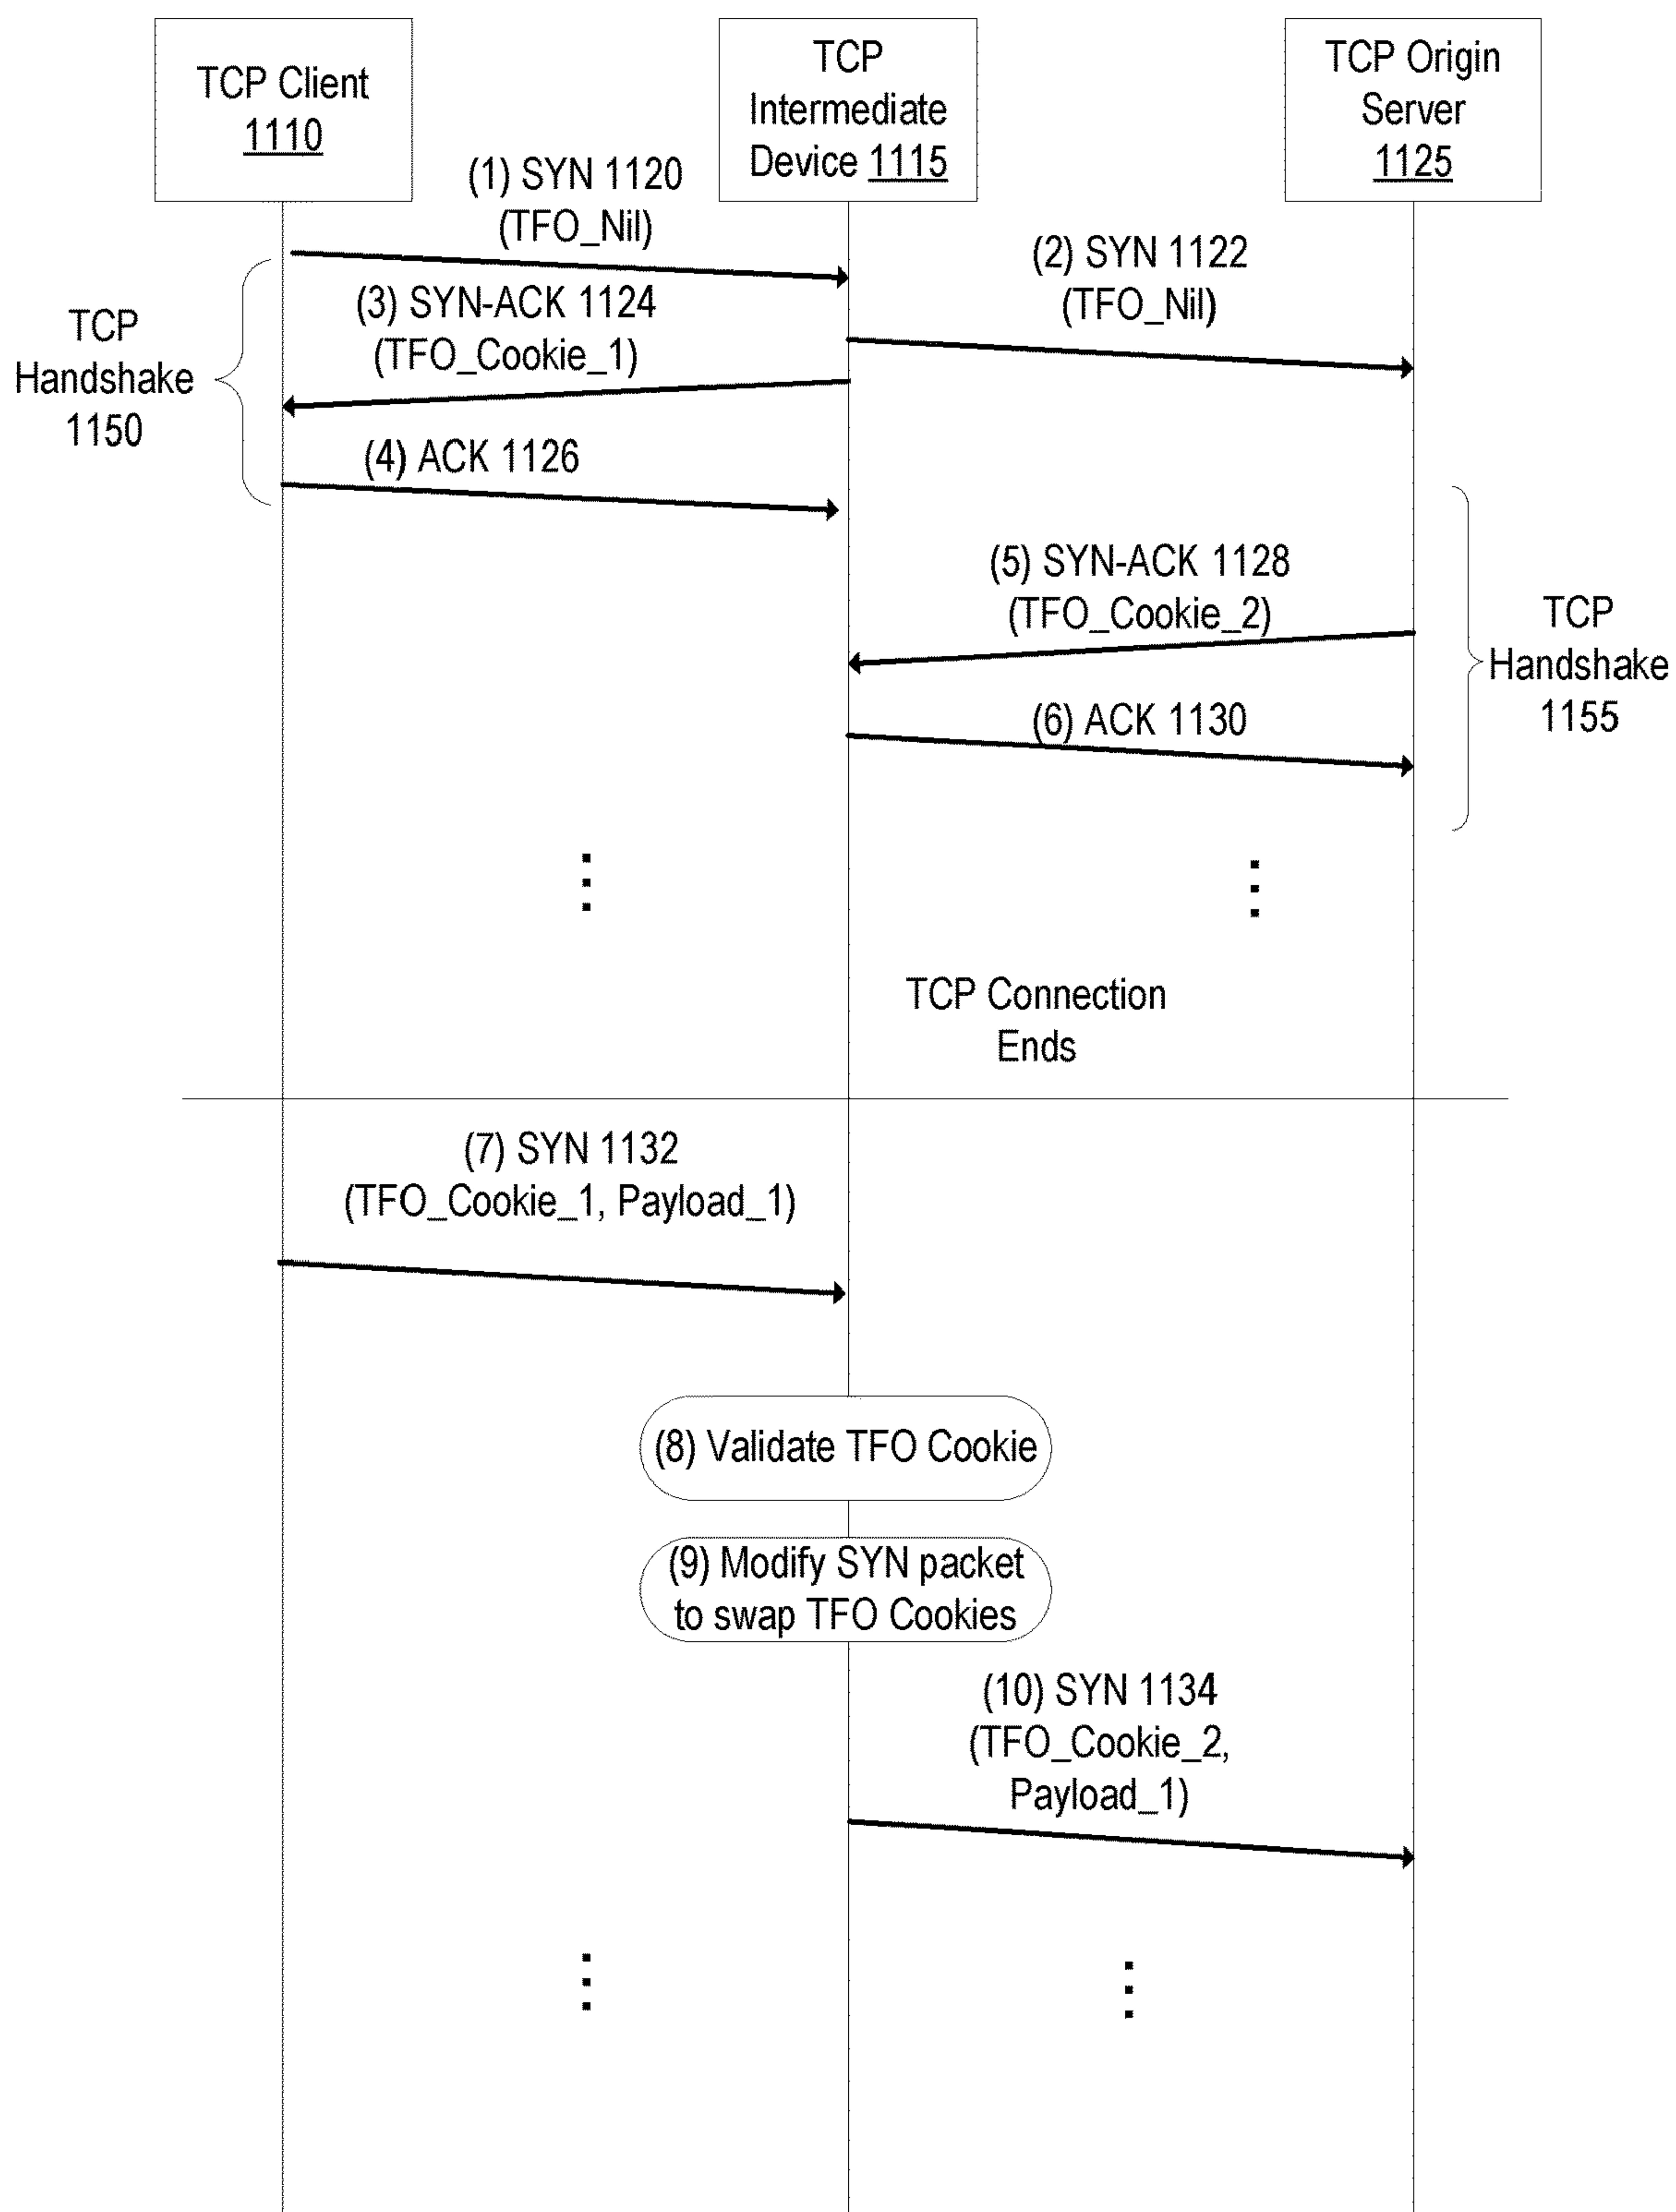 TCP Client
1110
TCP
Intermediate
Device 1115
TCP Origin
Server
1125
(1) SYN 1120
(TFO_Nil)
(2) SYN 1122
(TFO_Nil)
(3) SYN-ACK 1124
(TFO_Cookie_1)
TCP
Handshake
1150
(4) ACK 1126
(5) SYN-ACK 1128
(TFO_Cookie_2)
TCP
Handshake
1155
(6) ACK 1130
TCP Connection
Ends
(7) SYN 1132
(TFO_Cookie_1, Payload_1)
(8) Validate TFO Cookie
(9) Modify SYN packet
to swap TFO Cookies
(10) SYN 1134
(TFO_Cookie_2,
Payload_1)